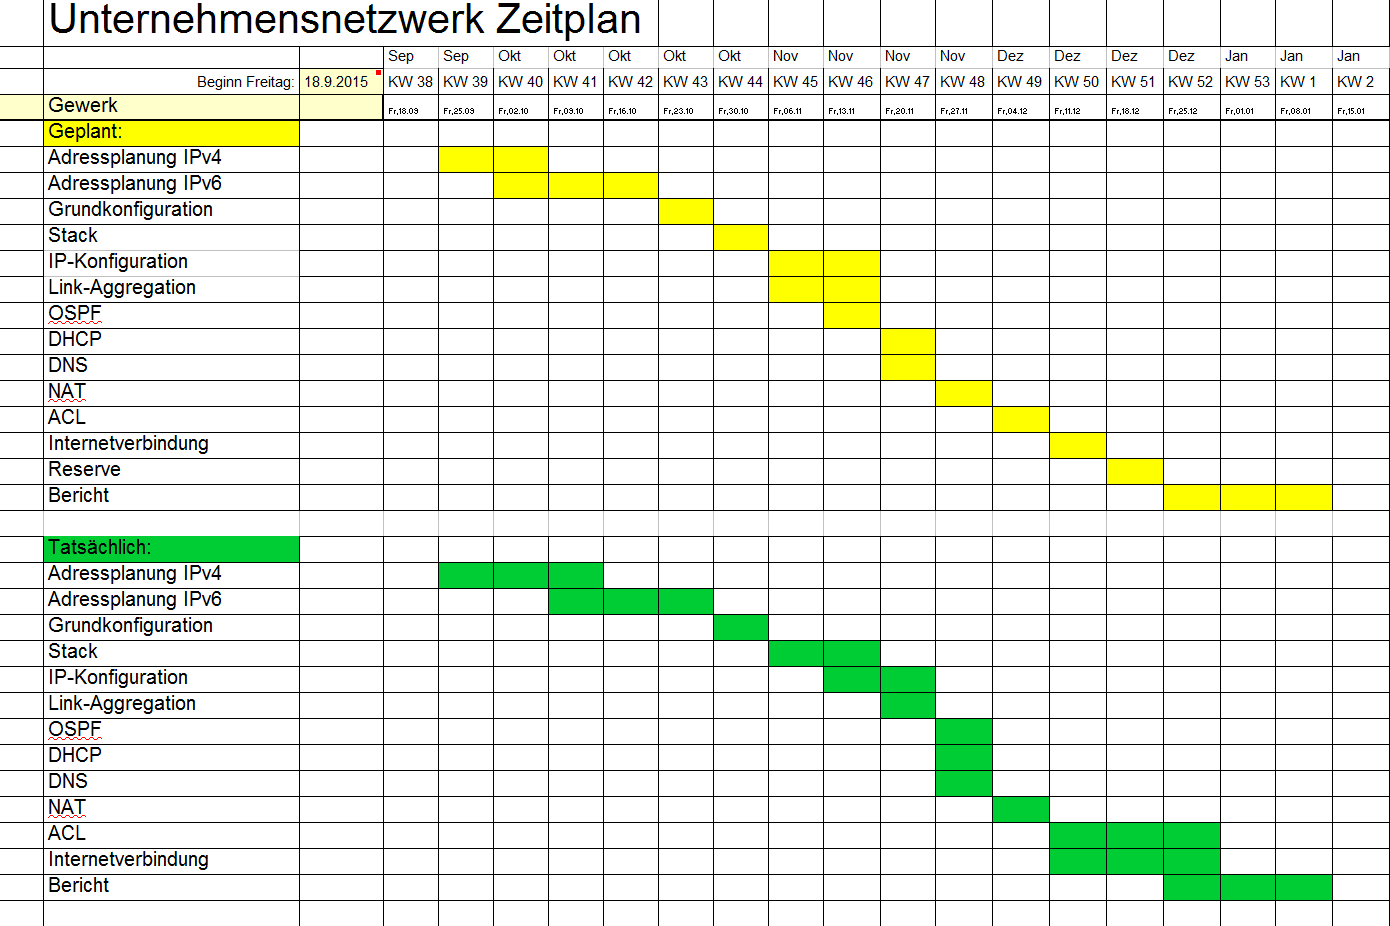 Unternehmensnetzwerk Zeitplan
Sep Sep Okt Okt Okt Okt Okt Nov Nov Nov Nov Dez Dez Dez Dez Jan Jan Jan
Beginn Freitag: 18.9.2015 KW 38 KW 39 KW 40 KW 41 KW 42 KW 43 KW 44 KW 45 KW 46 KW 47 KW 48 KW 49 KW 50 KW 51 KW 52 KW 53 KW 1 KW 2
Gewerk Fr,18.09 Fr,25.09 Fr,02.10 Fr,09.10 Fr,16.10 Fr,23.10 Fr,30.10 Fr,06.11 Fr,13.11 Fr,20.11 Fr,27.11 Fr,04.12 Fr,11.12 Fr,18.12 Fr,25.12 Fr,01.01 Fr,08.01 Fr,15.01
Geplant:
Adressplanung IPv4
Adressplanung IPv6
Grundkonfiguration
Stack
IP-Konfiguration
Link-Aggregation
OSPF
DHCP
DNS
NAT
ACL
Internetverbindung
Reserve
Bericht
Tatsächlich:
Adressplanung IPv4
Adressplanung IPv6
Grundkonfiguration
Stack
IP-Konfiguration
Link-Aggregation
OSPF
DHCP
DNS
NAT
ACL
Internetverbindung
Bericht